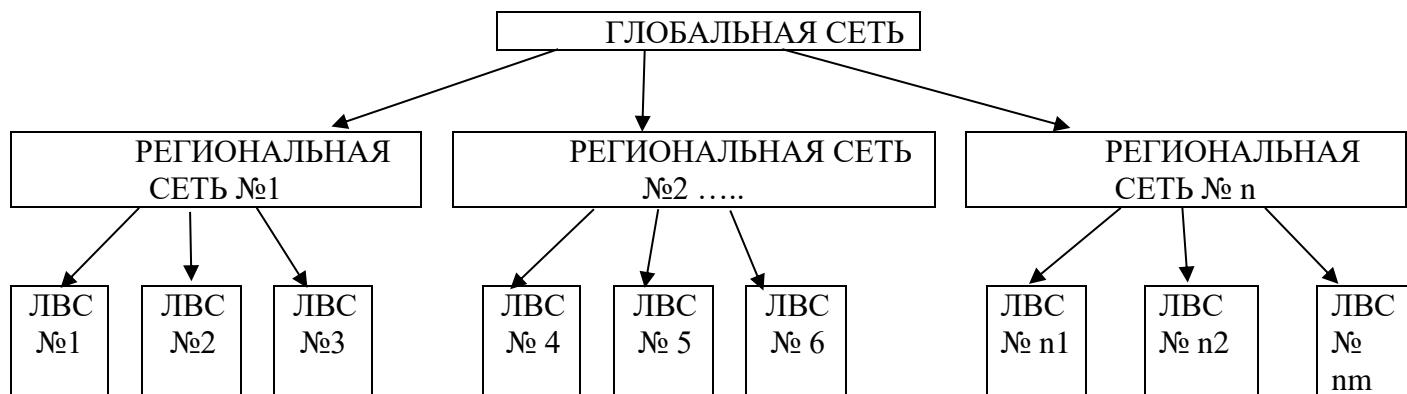 ГЛОБАЛЬНАЯ СЕТЬ
РЕГИОНАЛЬНАЯ
СЕТЬ №1
РЕГИОНАЛЬНАЯ СЕТЬ
№2 …..
РЕГИОНАЛЬНАЯ
СЕТЬ № n
ЛВС
№1
ЛВС
№2
ЛВС
№3
ЛВС
№ 4
ЛВС
№ 5
ЛВС
№ 6
ЛВС
№ n1
ЛВС
№ n2
ЛВС
№
nm